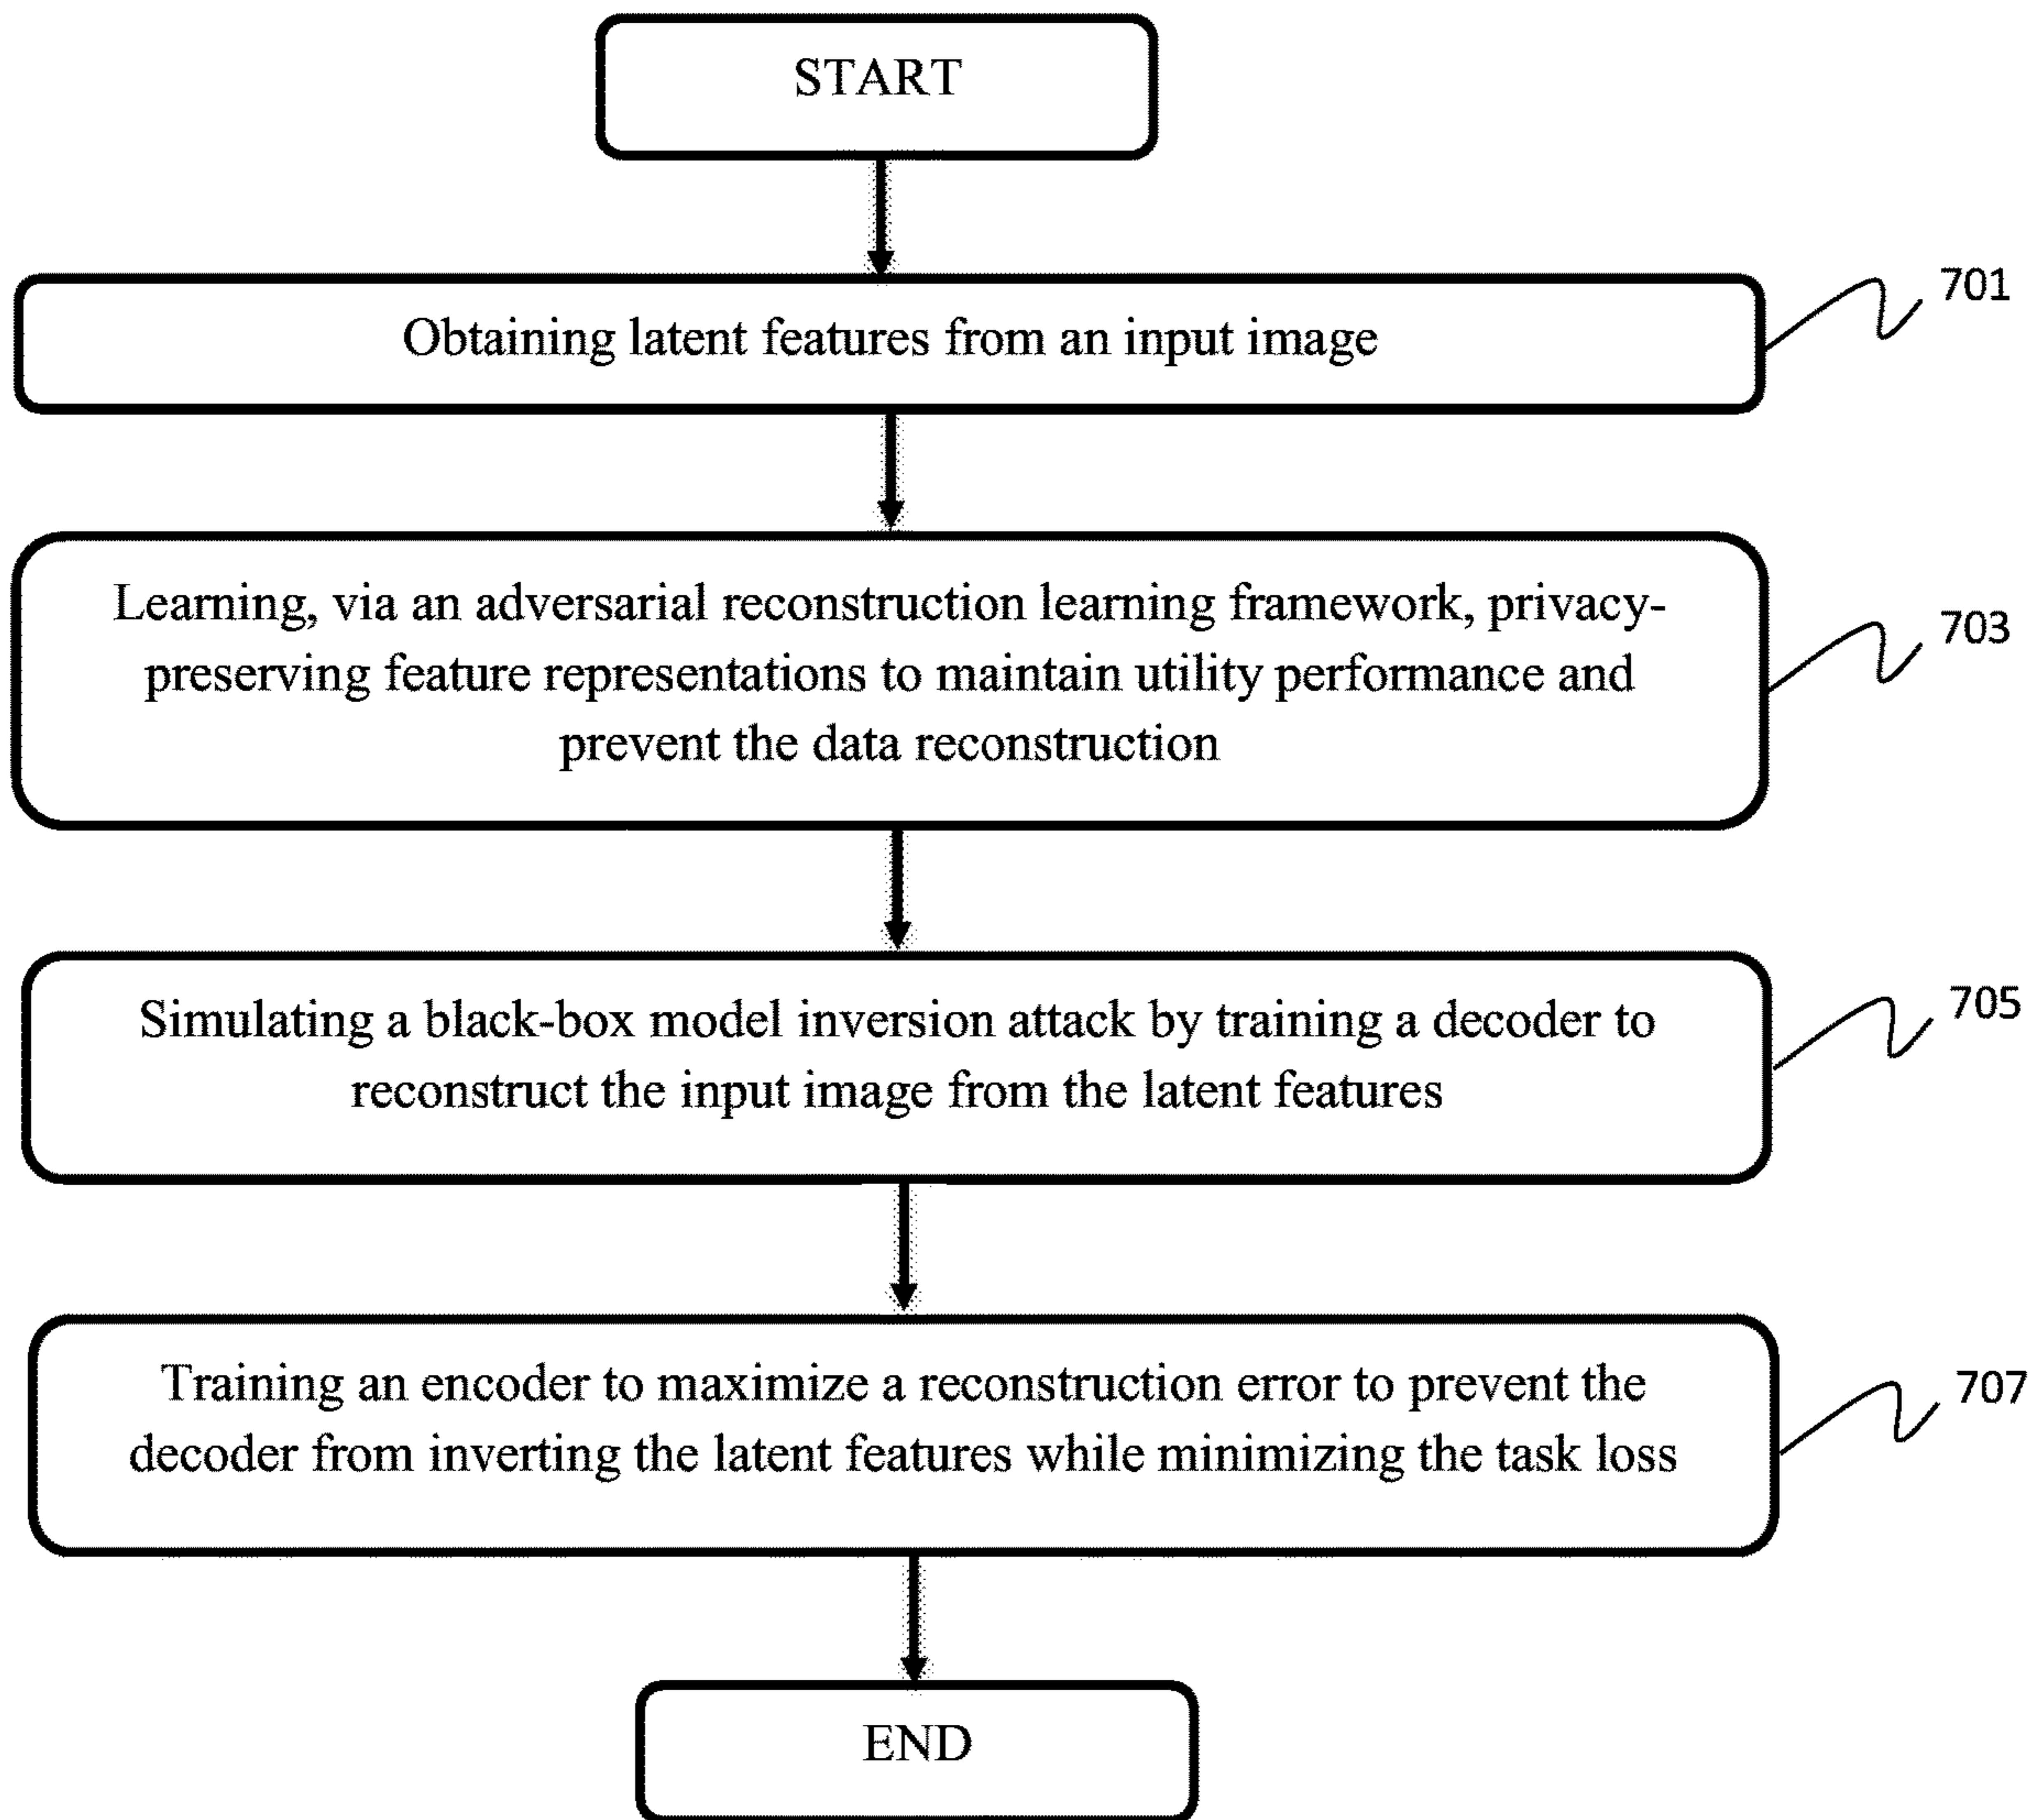 START
Obtaining latent features from an input image
701
Learning, via an adversarial reconstruction learning framework, privacy-
preserving feature representations to maintain utility performance and
prevent the data reconstruction
703
Simulating a black-box model inversion attack by training a decoder to
reconstruct the input image from the latent features
705
Training an encoder to maximize a reconstruction error to prevent the
decoder from inverting the latent features while minimizing the task loss
707
END